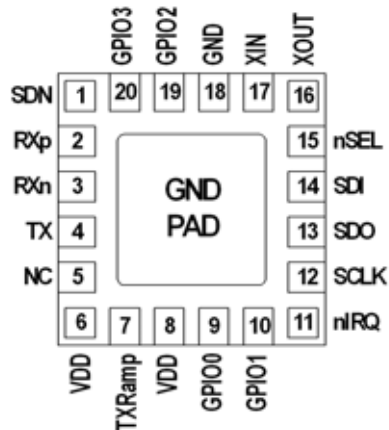 GPIO3 GPIO2 GND XIN XOUT
SDN 1 20 19 18 17 16
RXp 2 15 nSEL
RXn 3 GND 14 SDI
TX 4 PAD 13 SDO
NC 5 12 SCLK
6 7 8 9 10 11 nIRQ
VDD TXRamp VDD GPIO0 GPIO1